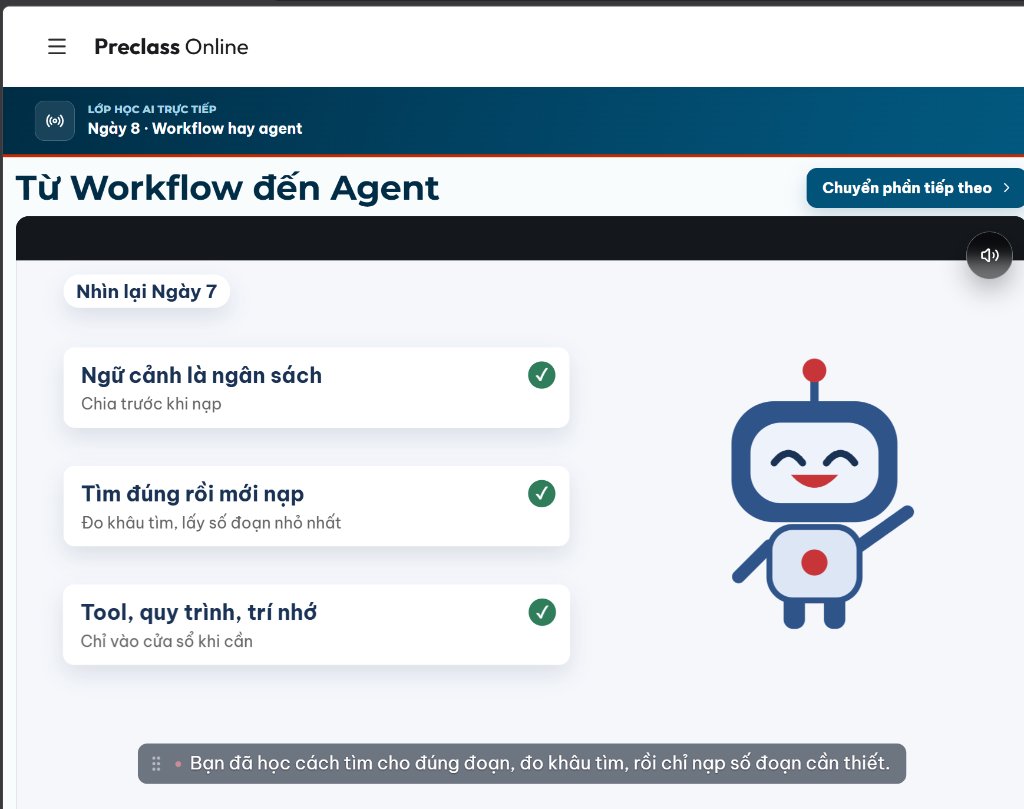 Preclass Online
LỚP HỌC AI TRỰC TIẾP
Ngày 8 · Workflow hay agent
Từ Workflow đến Agent
Chuyển phần tiếp theo
Nhìn lại Ngày 7
Ngữ cảnh là ngân sách
Chia trước khi nạp
Tìm đúng rồi mới nạp
Đo khâu tìm, lấy số đoạn nhỏ nhất
Tool, quy trình, trí nhớ
Chỉ vào cửa sổ khi cần
Bạn đã học cách tìm cho đúng đoạn, đo khâu tìm, rồi chỉ nạp số đoạn cần thiết.